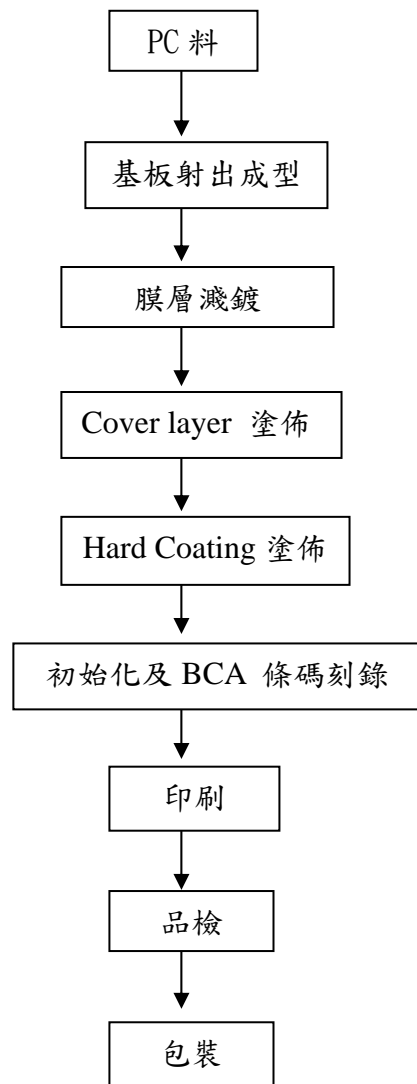 PC 料
基板射出成型
膜層濺鍍
Cover layer 塗佈
Hard Coating 塗佈
初始化及 BCA 條碼刻錄
印刷
品檢
包裝